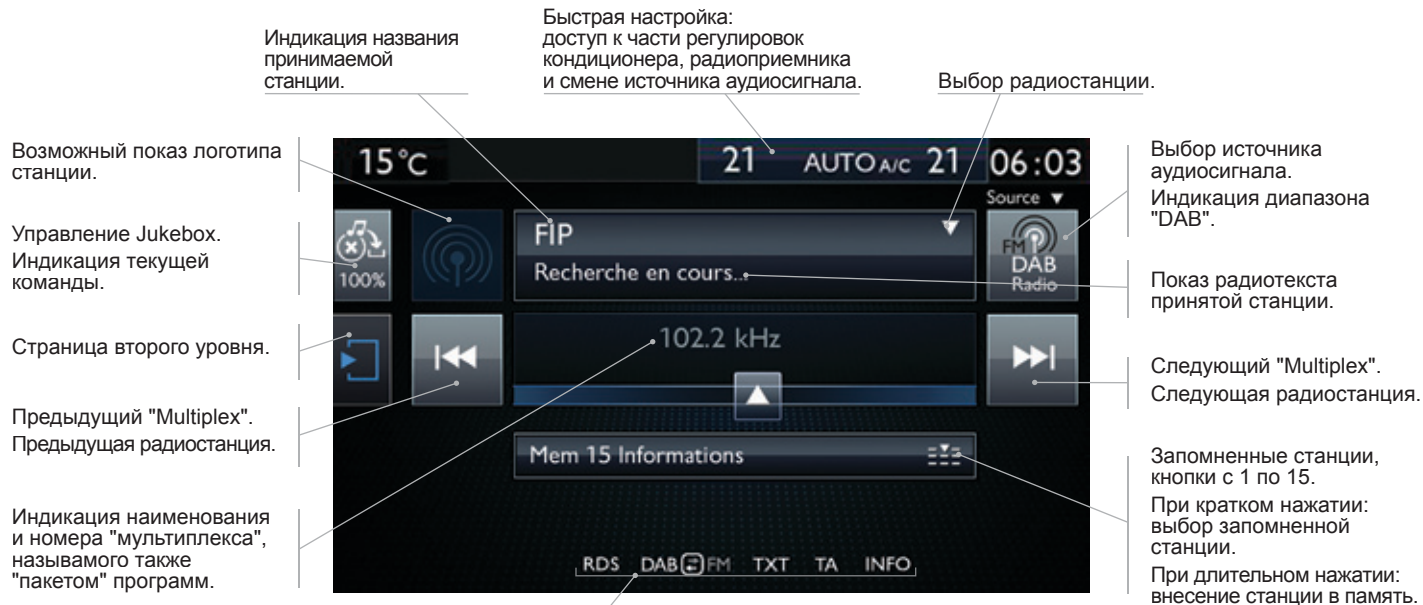 Быстрая настройка:
доступ к части регулировок
кондиционера, радиоприемника
и смене источника аудиосигнала.
Индикация названия
принимаемой
станции.
Выбор радиостанции.
Возможный показ логотипа
станции.
Управление Jukebox.
Индикация текущей
команды.
Страница второго уровня.
Предыдущий "Multiplex".
Предыдущая радиостанция.
Индикация наименования
и номера "мультиплекса",
называмого также
"пакетом" программ.
15°C
21 AUTO A/C 21
06:03
Source
100%
FIP
Recherche en cours...
FM
DAB
Radio
102.2 kHz
Mem 15 Informations
RDS DAB FM TXT TA INFO
Выбор источника
аудиосигнала.
Индикация диапазона
"DAB".
Показ радиотекста
принятой станции.
Следующий "Multiplex".
Следующая радиостанция.
Запомненные станции,
кнопки с 1 по 15.
При кратком нажатии:
выбор запомненной
станции.
При длительном нажатии:
внесение станции в память.